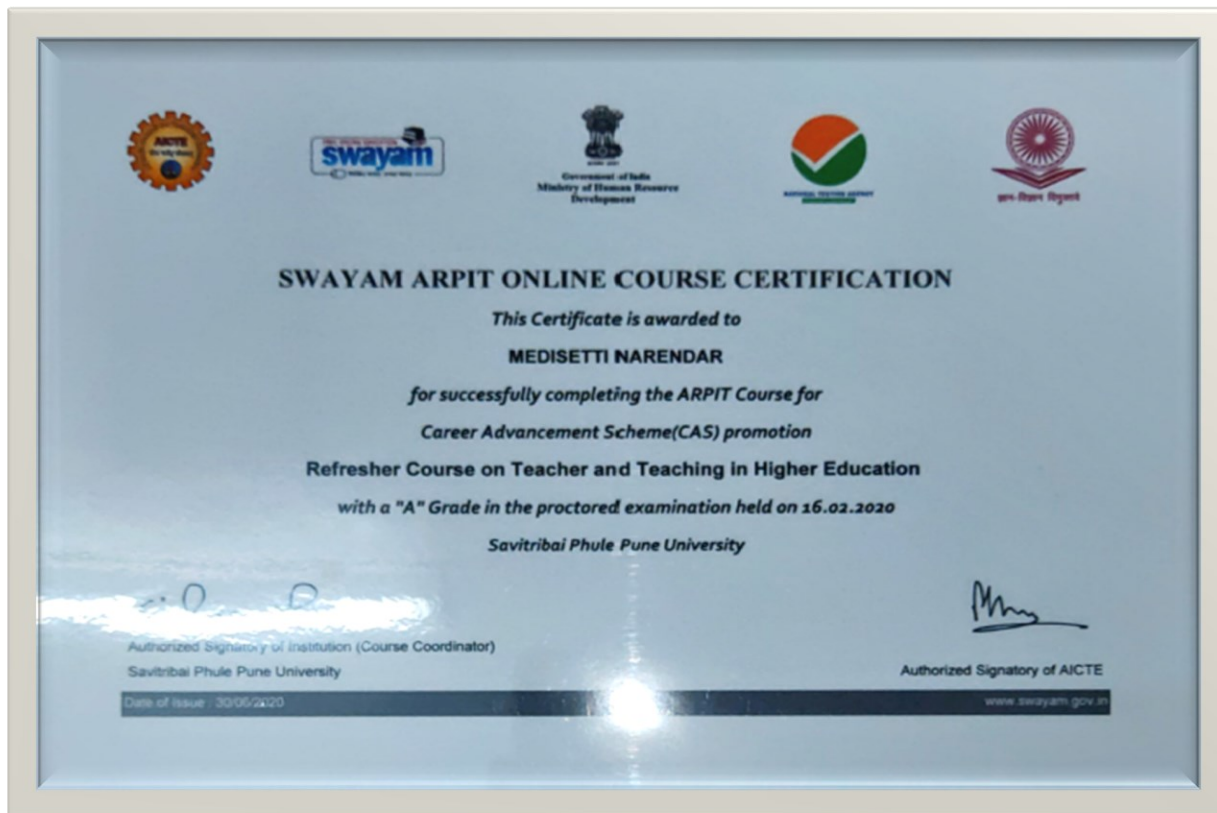 AICTE
swayam
Government of India
Ministry of Human Resource
Development
NATIONAL TESTING AGENCY
ज्ञान-विज्ञान विमुक्तये
SWAYAM ARPIT ONLINE COURSE CERTIFICATION
This Certificate is awarded to
MEDISETTI NARENDAR
for successfully completing the ARPIT Course for
Career Advancement Scheme(CAS) promotion
Refresher Course on Teacher and Teaching in Higher Education
with a "A" Grade in the proctored examination held on 16.02.2020
Savitribai Phule Pune University
Authorized Signatory of Institution (Course Coordinator)
Savitribai Phule Pune University
Authorized Signatory of AICTE
Date of Issue : 30/06/2020
www.swayam.gov.in